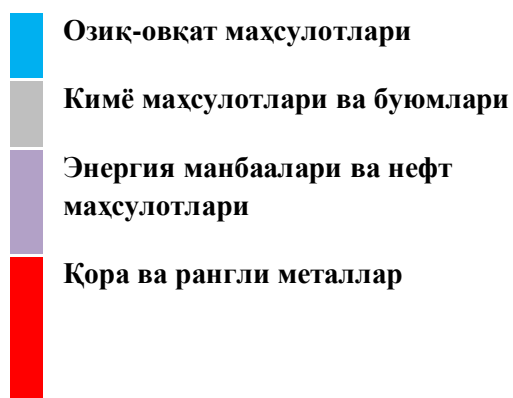 Озиқ-овқат маҳсулотлари
Кимё маҳсулотлари ва буюмлари
Энергия манбаалари ва нефт
маҳсулотлари
Қора ва рангли металлар